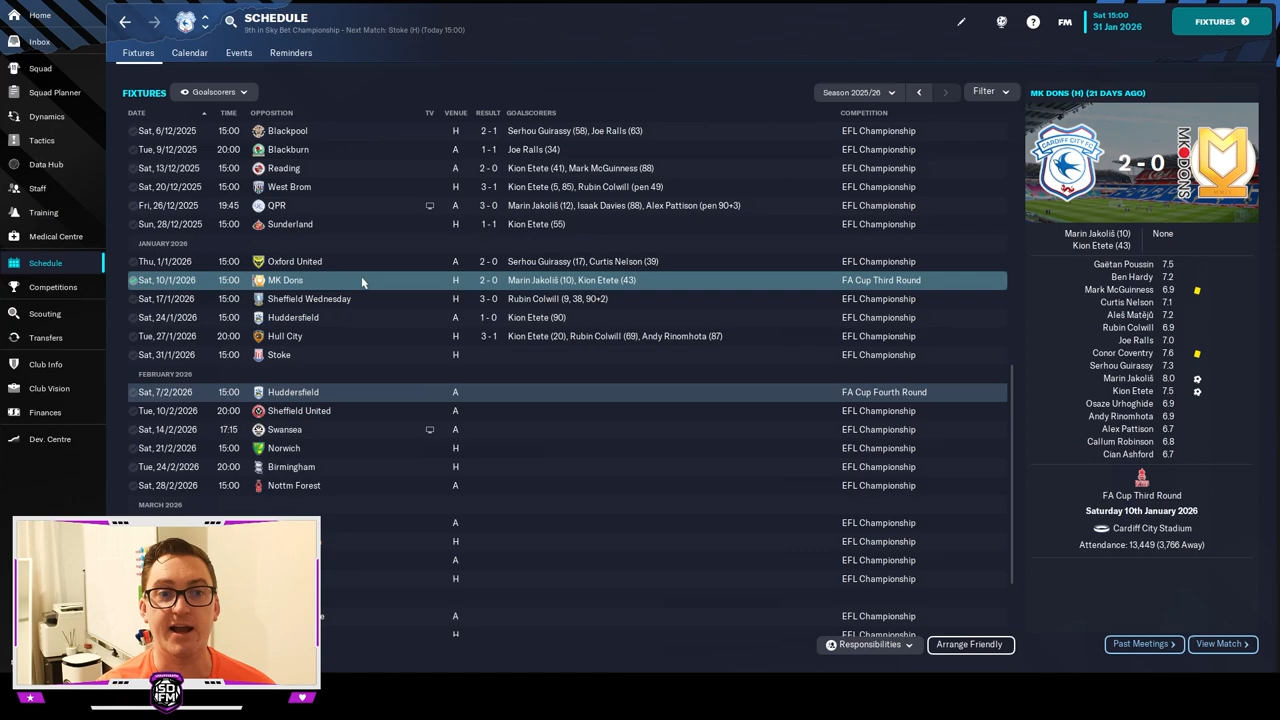 Home
Inbox
Squad
Squad Planner
Dynamics
Tactics
Data Hub
Staff
Training
Medical Centre
Schedule
Competitions
Scouting
Transfers
Club Info
Club Vision
Finances
Dev. Centre
SCHEDULE
9th in Sky Bet Championship - Next Match: Stoke (H) (Today 15:00)
FM
Sat 15:00
31 Jan 2026
FIXTURES
Fixtures Calendar Events Reminders
FIXTURES Goalscorers Season 2025/26 Filter
DATE TIME OPPOSITION TV VENUE RESULT GOALSCORERS COMPETITION
Sat, 6/12/2025 15:00 Blackpool H 2 - 1 Serhou Guirassy (58), Joe Ralls (63) EFL Championship
Tue, 9/12/2025 20:00 Blackburn A 1 - 1 Joe Ralls (34) EFL Championship
Sat, 13/12/2025 15:00 Reading A 2 - 0 Kion Etete (41), Mark McGuinness (88) EFL Championship
Sat, 20/12/2025 15:00 West Brom H 3 - 1 Kion Etete (5, 85), Rubin Colwill (pen 49) EFL Championship
Fri, 26/12/2025 19:45 QPR A 3 - 0 Marin Jakoliš (12), Isaak Davies (88), Alex Pattison (pen 90+3) EFL Championship
Sun, 28/12/2025 15:00 Sunderland H 1 - 1 Kion Etete (55) EFL Championship
JANUARY 2026
Thu, 1/1/2026 15:00 Oxford United A 2 - 0 Serhou Guirassy (17), Curtis Nelson (39) EFL Championship
Sat, 10/1/2026 15:00 MK Dons H 2 - 0 Marin Jakoliš (10), Kion Etete (43) FA Cup Third Round
Sat, 17/1/2026 15:00 Sheffield Wednesday H 3 - 0 Rubin Colwill (9, 38, 90+2) EFL Championship
Sat, 24/1/2026 15:00 Huddersfield A 1 - 0 Kion Etete (90) EFL Championship
Tue, 27/1/2026 20:00 Hull City H 3 - 1 Kion Etete (20), Rubin Colwill (69), Andy Rinomhota (87) EFL Championship
Sat, 31/1/2026 15:00 Stoke H EFL Championship
FEBRUARY 2026
Sat, 7/2/2026 15:00 Huddersfield A FA Cup Fourth Round
Tue, 10/2/2026 20:00 Sheffield United A EFL Championship
Sat, 14/2/2026 17:15 Swansea A EFL Championship
Sat, 21/2/2026 15:00 Norwich H EFL Championship
Tue, 24/2/2026 20:00 Birmingham H EFL Championship
Sat, 28/2/2026 15:00 Nottm Forest A EFL Championship
MARCH 2026
A EFL Championship
H EFL Championship
A EFL Championship
H EFL Championship
A EFL Championship
H EFL Championship
Responsibilities Arrange Friendly
MK DONS (H) (21 DAYS AGO)
CARDIFF CITY FC
2 - 0
MK DONS
Marin Jakoliš (10) None
Kion Etete (43)
Gaëtan Poussin 7.5
Ben Hardy 7.2
Mark McGuinness 6.9
Curtis Nelson 7.1
Aleš Matějů 7.2
Rubin Colwill 6.9
Joe Ralls 7.0
Conor Coventry 7.6
Serhou Guirassy 7.3
Marin Jakoliš 8.0
Kion Etete 7.5
Osaze Urhoghide 6.9
Andy Rinomhota 6.9
Alex Pattison 6.7
Callum Robinson 6.8
Cian Ashford 6.7
FA Cup Third Round
Saturday 10th January 2026
Cardiff City Stadium
Attendance: 13,449 (3,766 Away)
Past Meetings View Match